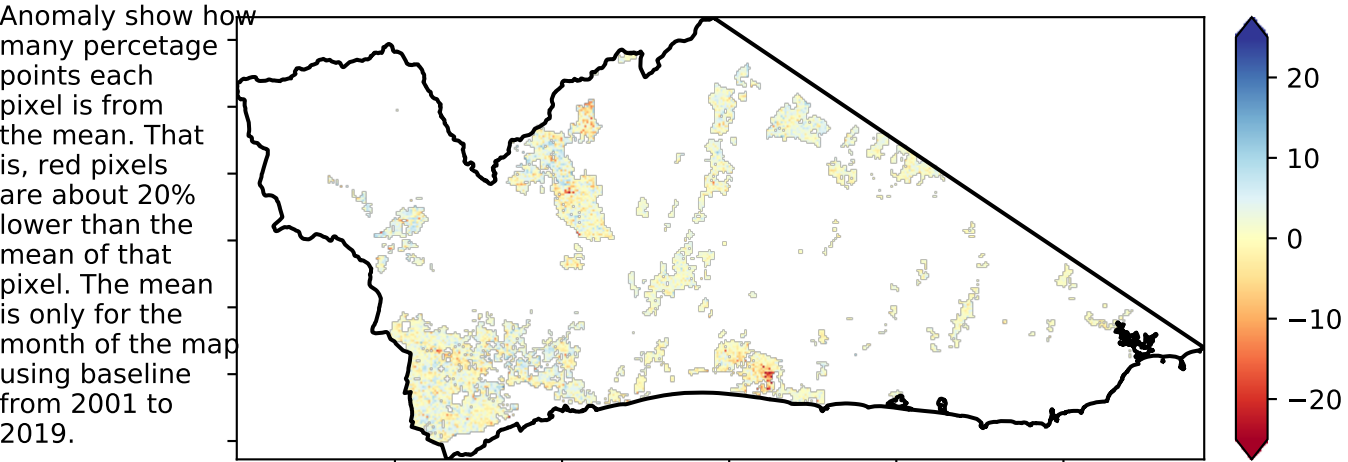 Anomaly show how
many percetage
points each
pixel is from
the mean. That
is, red pixels
are about 20%
lower than the
mean of that
pixel. The mean
is only for the
month of the map
using baseline
from 2001 to
2019.
20
10
0
−10
−20